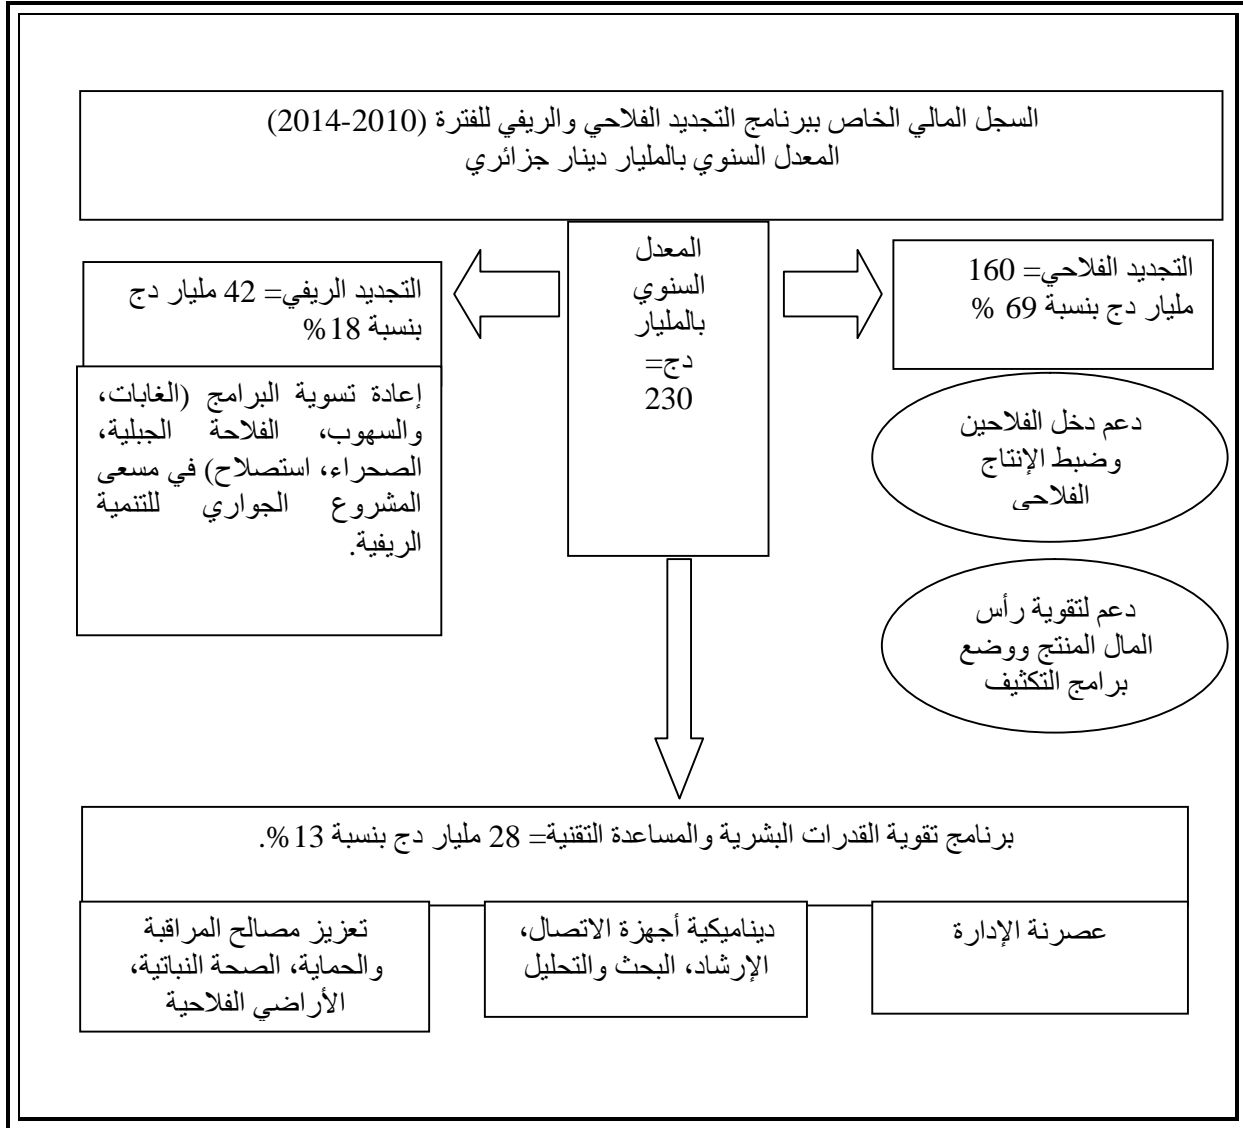 السجل المالي الخاص ببرنامج التجديد الفلاحي والريفي للفترة (2010-2014)
المعدل السنوي بالمليار دينار جزائري
التجديد الفلاحي= 160
مليار دج بنسبة 69 %
دعم دخل الفلاحين
وضبط الإنتاج
الفلاحي
دعم لتقوية رأس
المال المنتج ووضع
برامج التكثيف
المعدل
السنوي
بالمليار
دج=
230
التجديد الريفي= 42 مليار دج
بنسبة 18%
إعادة تسوية البرامج (الغابات،
والسهوب، الفلاحة الجبلية،
الصحراء، استصلاح) في مسعى
المشروع الجواري للتنمية
الريفية.
برنامج تقوية القدرات البشرية والمساعدة التقنية= 28 مليار دج بنسبة 13%.
عصرنة الإدارة
ديناميكية أجهزة الاتصال،
الإرشاد، البحث والتحليل
تعزيز مصالح المراقبة
والحماية، الصحة النباتية،
الأراضي الفلاحية